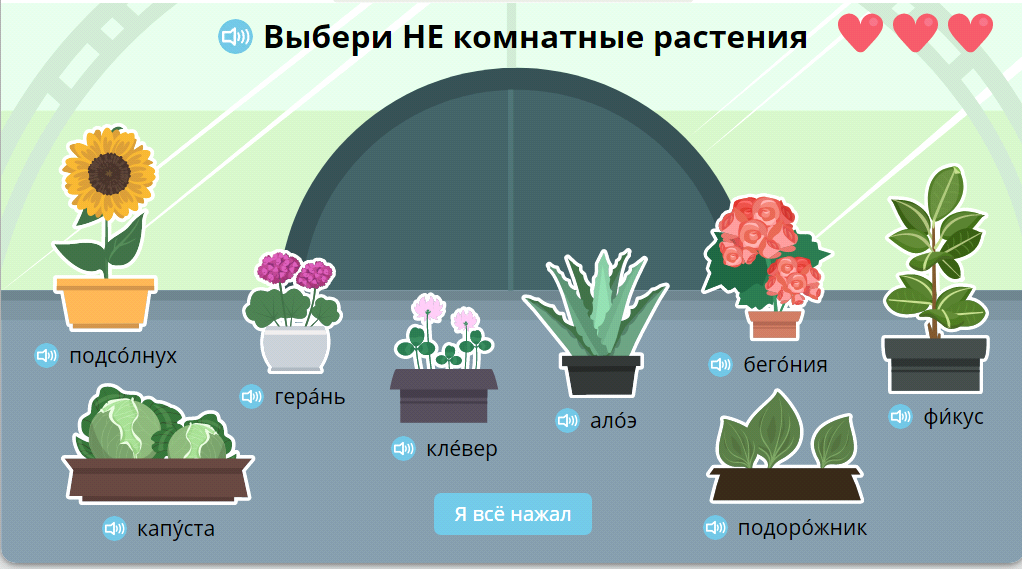 Выбери НЕ комнатные растения
подсо́лнух
гера́нь
кле́вер
ало́э
бего́ния
фи́кус
капу́ста
подоро́жник
Я всё нажал